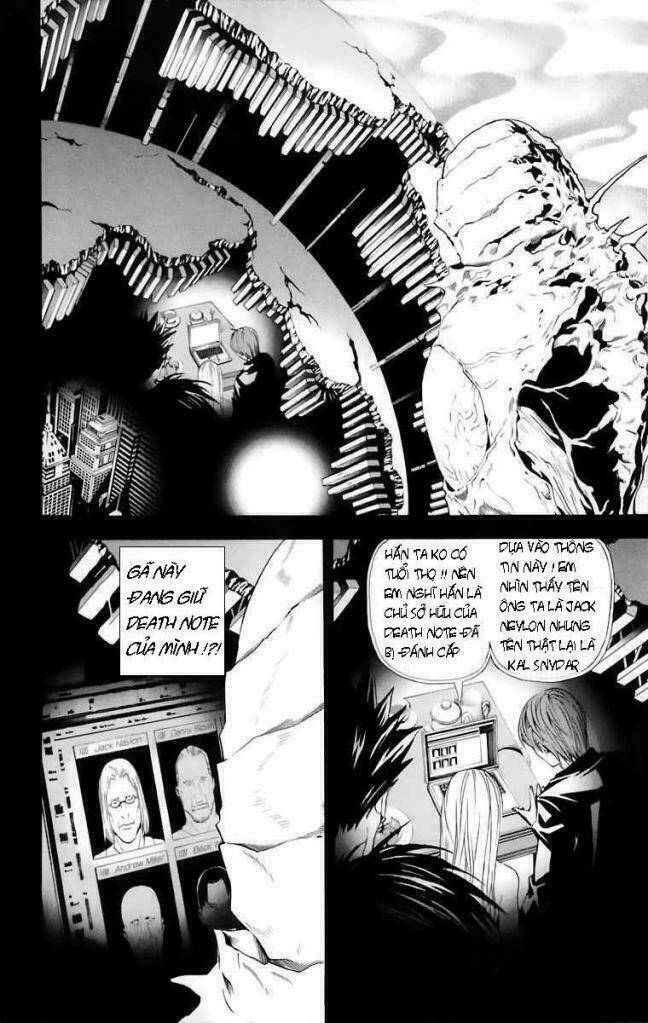 DỰA VÀO THÔNG
TIN NÀY ! EM
NHÌN THẤY TÊN
ÔNG TA LÀ JACK
NEYLON NHƯNG
TÊN THẬT LẠI LÀ
KAL SNYDAR
HẮN TA KO CÓ
TUỔI THỌ !! NÊN
EM NGHĨ HẮN LÀ
CHỦ SỞ HỮU CỦA
DEATH NOTE ĐÃ
BỊ ĐÁNH CẮP
GÃ NÀY
ĐANG GIỮ
DEATH NOTE
CỦA MÌNH !?!
Jack Naylon
Danny
Andrew Miller